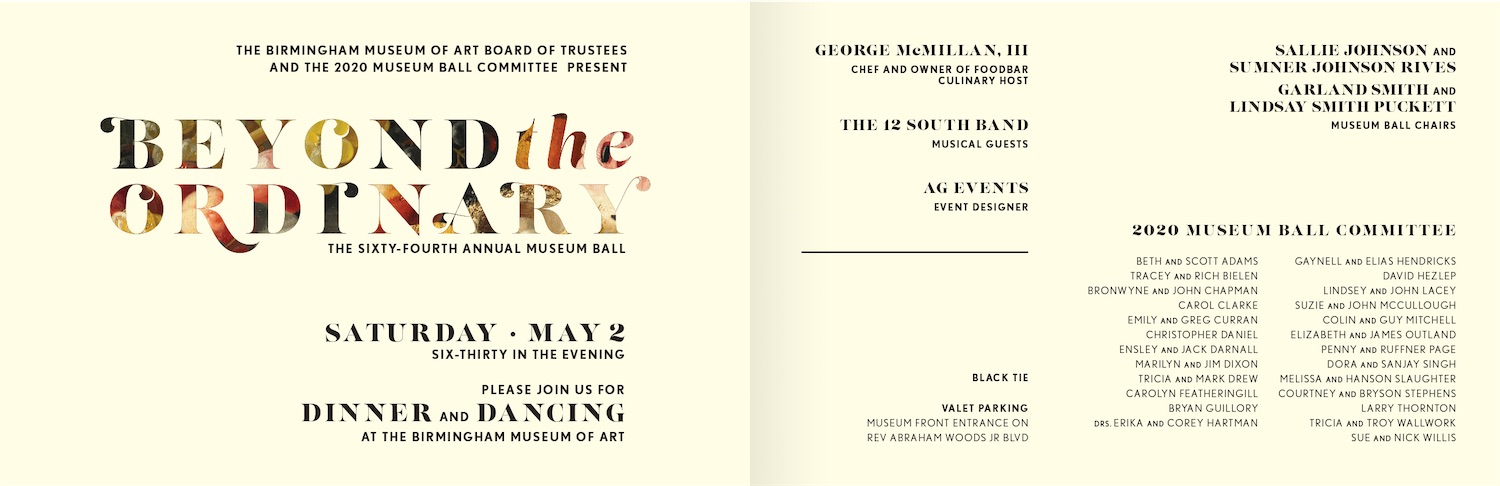 THE BIRMINGHAM MUSEUM OF ART BOARD OF TRUSTEES
AND THE 2020 MUSEUM BALL COMMITTEE PRESENT
BEYOND the
ORDINARY
THE SIXTY-FOURTH ANNUAL MUSEUM BALL
SATURDAY · MAY 2
SIX-THIRTY IN THE EVENING
PLEASE JOIN US FOR
DINNER AND DANCING
AT THE BIRMINGHAM MUSEUM OF ART
GEORGE McMILLAN, III
CHEF AND OWNER OF FOODBAR
CULINARY HOST
THE 12 SOUTH BAND
MUSICAL GUESTS
AG EVENTS
EVENT DESIGNER
BLACK TIE
VALET PARKING
MUSEUM FRONT ENTRANCE ON
REV ABRAHAM WOODS JR BLVD
SALLIE JOHNSON AND
SUMNER JOHNSON RIVES
GARLAND SMITH AND
LINDSAY SMITH PUCKETT
MUSEUM BALL CHAIRS
2020 MUSEUM BALL COMMITTEE
BETH AND SCOTT ADAMS
TRACEY AND RICH BIELEN
BRONWYNE AND JOHN CHAPMAN
CAROL CLARKE
EMILY AND GREG CURRAN
CHRISTOPHER DANIEL
ENSLEY AND JACK DARNALL
MARILYN AND JIM DIXON
TRICIA AND MARK DREW
CAROLYN FEATHERINGILL
BRYAN GUILLORY
DRS. ERIKA AND COREY HARTMAN
GAYNELL AND ELIAS HENDRICKS
DAVID HEZLEP
LINDSEY AND JOHN LACEY
SUZIE AND JOHN MCCULLOUGH
COLIN AND GUY MITCHELL
ELIZABETH AND JAMES OUTLAND
PENNY AND RUFFNER PAGE
DORA AND SANJAY SINGH
MELISSA AND HANSON SLAUGHTER
COURTNEY AND BRYSON STEPHENS
LARRY THORNTON
TRICIA AND TROY WALLWORK
SUE AND NICK WILLIS